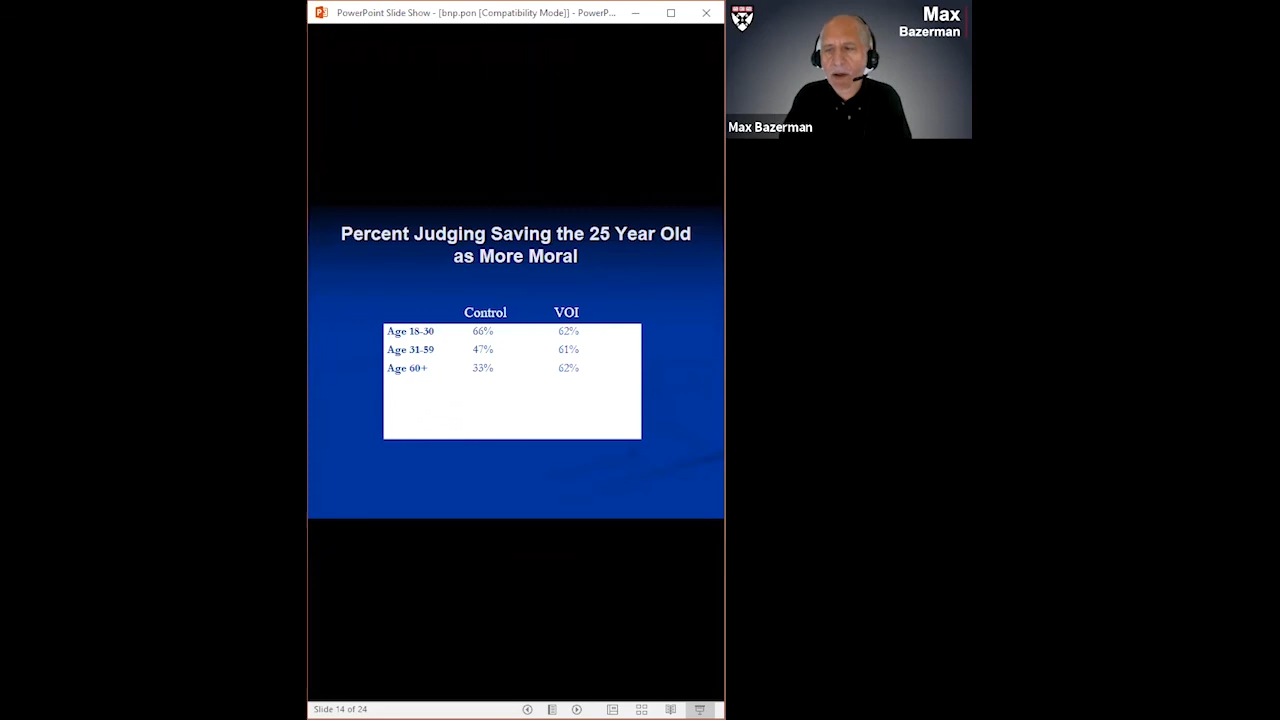 PowerPoint Slide Show - [bnp.pon [Compatibility Mode]] - PowerP...
Max
Bazerman
Max Bazerman
Percent Judging Saving the 25 Year Old
as More Moral
Control VOI
Age 18-30 66% 62%
Age 31-59 47% 61%
Age 60+ 33% 62%
Slide 14 of 24